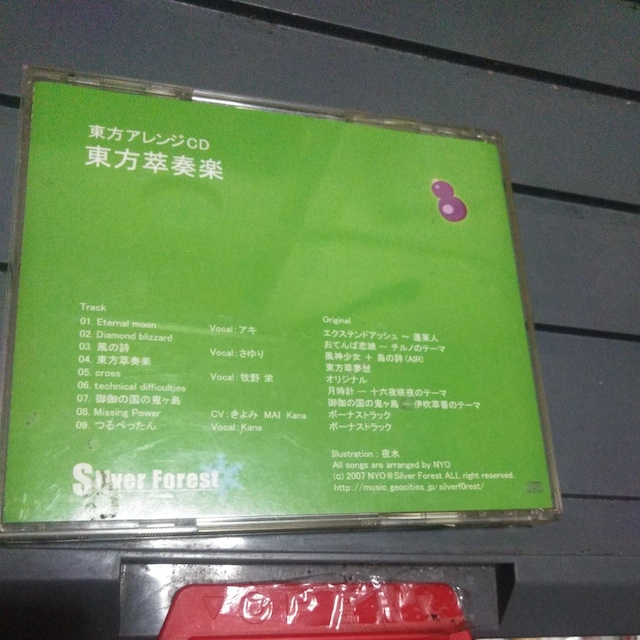 東方アレンジCD
東方萃奏楽
Track
01. Eternal moon
02. Diamond blizzard
03. 風の詩
04. 東方萃奏楽
05. cross
06. technical difficulties
07. 御伽の国の鬼ヶ島
08. Missing Power
09. つるぺったん
Vocal: アキ
Vocal: さゆり
Vocal: 牧野 栄
CV: きよみ MAI Kana
Vocal: Kana
Original
エクステンドアッシュ ～ 蓬莱人
おてんば恋娘 ― チルノのテーマ
風神少女 + 鳥の詩(AIR)
東方萃夢想
オリジナル
月時計 ― 十六夜咲夜のテーマ
御伽の国の鬼ヶ島 ― 伊吹萃香のテーマ
ボーナストラック
ボーナストラック
Silver Forest
Illustration : 夜水
All songs are arranged by NYO
(c) 2007 NYO@Silver Forest ALL right reserved.
http://music.geocities.jp/silverf0rest/